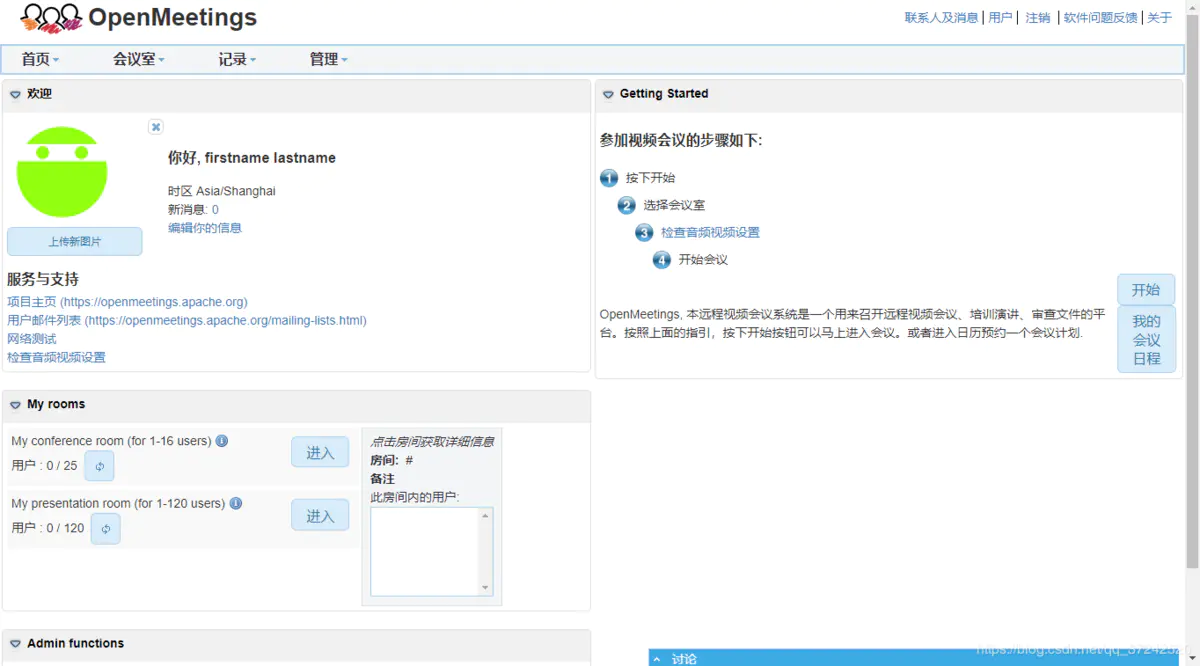 OpenMeetings
联系人及消息 | 用户 | 注销 | 软件问题反馈 | 关于
首页 会议室 记录 管理
欢迎
你好, firstname lastname
时区 Asia/Shanghai
新消息: 0
编辑你的信息
上传新图片
服务与支持
项目主页 (https://openmeetings.apache.org)
用户邮件列表 (https://openmeetings.apache.org/mailing-lists.html)
网络测试
检查音频视频设置
Getting Started
参加视频会议的步骤如下:
1 按下开始
2 选择会议室
3 检查音频视频设置
4 开始会议
OpenMeetings, 本远程视频会议系统是一个用来召开远程视频会议、培训演讲、审查文件的平
台。按照上面的指引，按下开始按钮可以马上进入会议。或者进入日历预约一个会议计划.
开始
我的
会议
日程
My rooms
My conference room (for 1-16 users)
用户 : 0 / 25
进入
My presentation room (for 1-120 users)
用户 : 0 / 120
进入
点击房间获取详细信息
房间: #
备注
此房间内的用户:
Admin functions
讨论